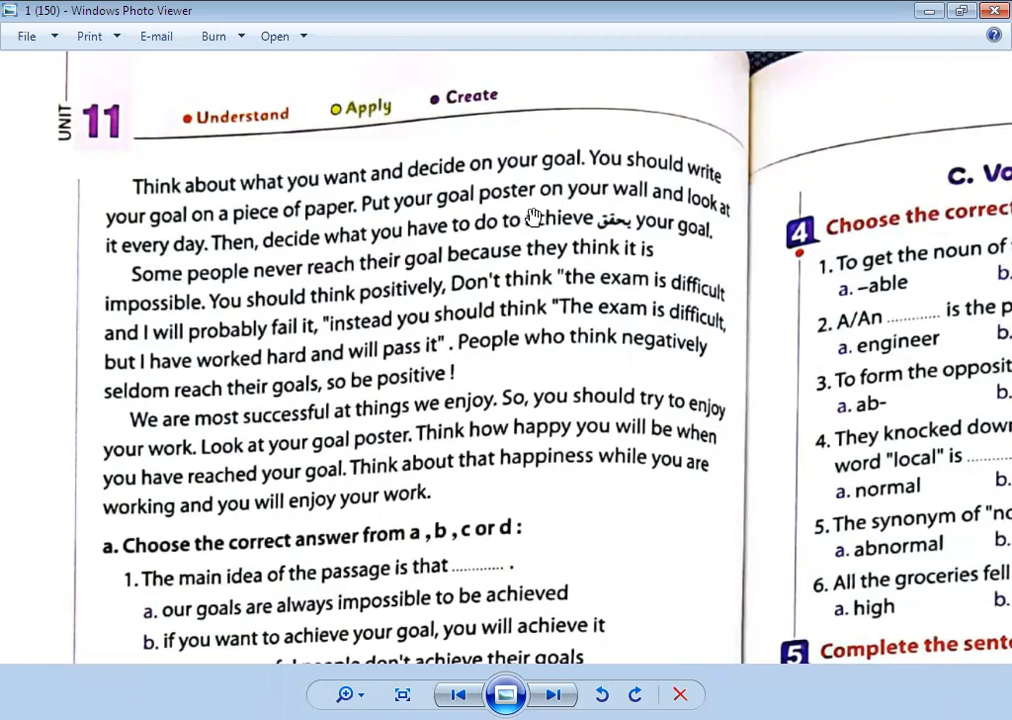 1 (150) - Windows Photo Viewer
File Print E-mail Burn Open
UNIT 11
Understand Apply Create
Think about what you want and decide on your goal. You should write
your goal on a piece of paper. Put your goal poster on your wall and look at
it every day. Then, decide what you have to do to achieve يحقق your goal.
Some people never reach their goal because they think it is
impossible. You should think positively, Don't think "the exam is difficult
and I will probably fail it, "instead you should think "The exam is difficult,
but I have worked hard and will pass it" . People who think negatively
seldom reach their goals, so be positive !
We are most successful at things we enjoy. So, you should try to enjoy
your work. Look at your goal poster. Think how happy you will be when
you have reached your goal. Think about that happiness while you are
working and you will enjoy your work.
a. Choose the correct answer from a , b , c or d :
1. The main idea of the passage is that ............ .
a. our goals are always impossible to be achieved
b. if you want to achieve your goal, you will achieve it
people don't achieve their goals
C.
4 Choose the correct
1. To get the noun of
a. –able
b.
2. A/An ............ is the
a. engineer
b.
3. To form the
a. ab-
b.
4. They knocked down
word "local" is ..........
a. normal
b.
5. The synonym of
a. abnormal
b.
6. All the groceries fell
a. high
b.
5 Complete the